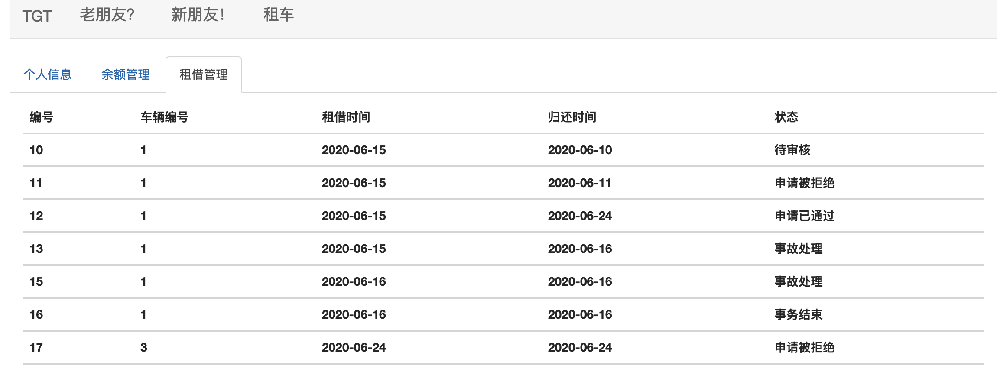 TGT 老朋友? 新朋友! 租车
个人信息 余额管理 租借管理
编号 车辆编号 租借时间 归还时间 状态
10 1 2020-06-15 2020-06-10 待审核
11 1 2020-06-15 2020-06-11 申请被拒绝
12 1 2020-06-15 2020-06-24 申请已通过
13 1 2020-06-15 2020-06-16 事故处理
15 1 2020-06-16 2020-06-16 事故处理
16 1 2020-06-16 2020-06-16 事务结束
17 3 2020-06-24 2020-06-24 申请被拒绝